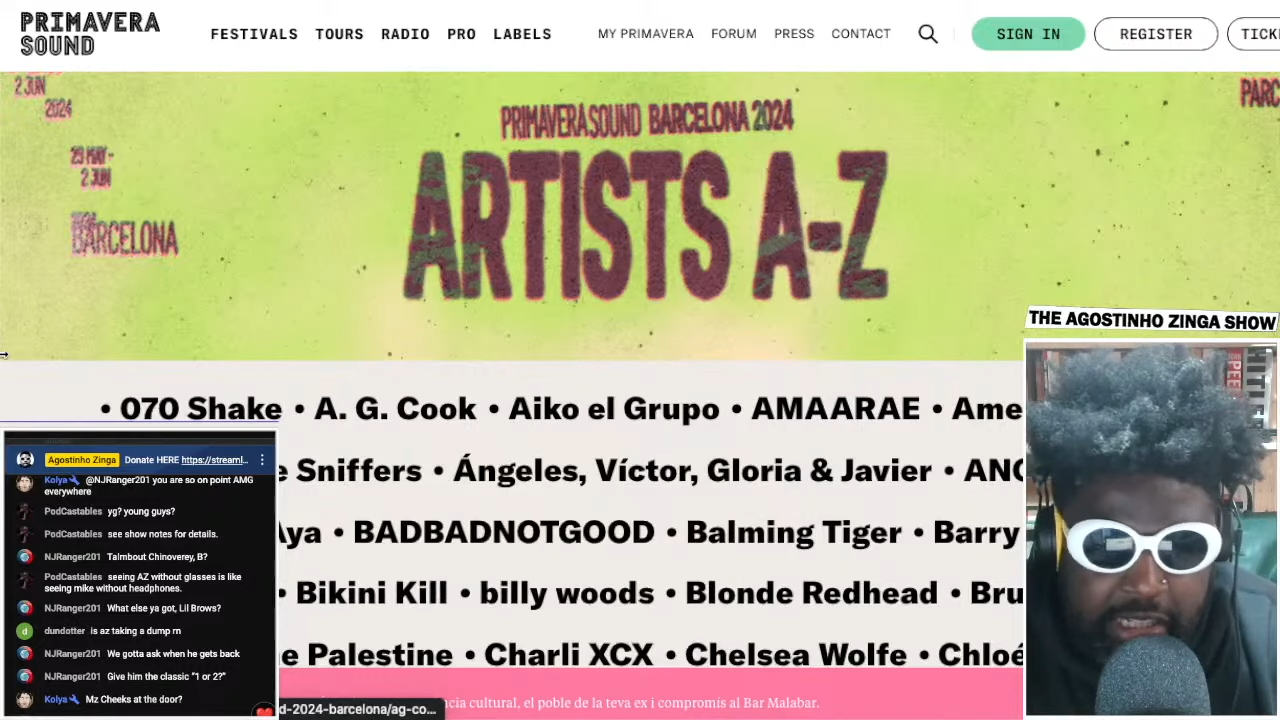 PRIMAVERA
SOUND
FESTIVALS TOURS RADIO PRO LABELS MY PRIMAVERA FORUM PRESS CONTACT SIGN IN REGISTER
2 JUN
2024
29 MAY-
2 JUN
BARCELONA
PRIMAVERA SOUND BARCELONA 2024
ARTISTS A-Z
THE AGOSTINHO ZINGA SHOW
• 070 Shake • A. G. Cook • Aiko el Grupo • AMAARAE • Ame
Sniffers • Ángeles, Víctor, Gloria & Javier •
Aya • BADBADNOTGOOD • Balming Tiger • Barry
• Bikini Kill • billy woods • Blonde Redhead • Bru
Palestine • Charli XCX • Chelsea Wolfe • Chloé
cultural, el poble de la teva ex i compromís al Bar Malabar.
d-2024-barcelona/ag-co...
Agostinho Zinga Donate HERE https://streaml...
Kolya @NJRanger201 you are so on point AMG
everywhere
PodCastables yg? young guys?
PodCastables see show notes for details.
NJRanger201 Talmbout Chinoverey, B?
PodCastables seeing AZ without glasses is like
seeing mike without headphones.
NJRanger201 What else ya got, Lil Brows?
dundotter is az taking a dump rn
NJRanger201 We gotta ask when he gets back
NJRanger201 Give him the classic "1 or 2?"
Kolya Mz Cheeks at the door?